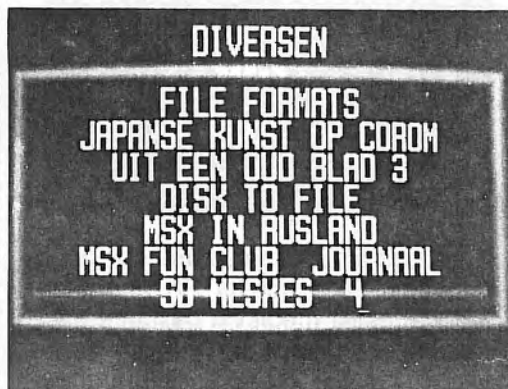 DIVERSEN
FILE FORMATS
JAPANSE KUNST OP CDROM
UIT EEN OUD BLAD 3
DISK TO FILE
MSX IN RUSLAND
MSX FUN CLUB JOURNAAL
SD MESKES 4_